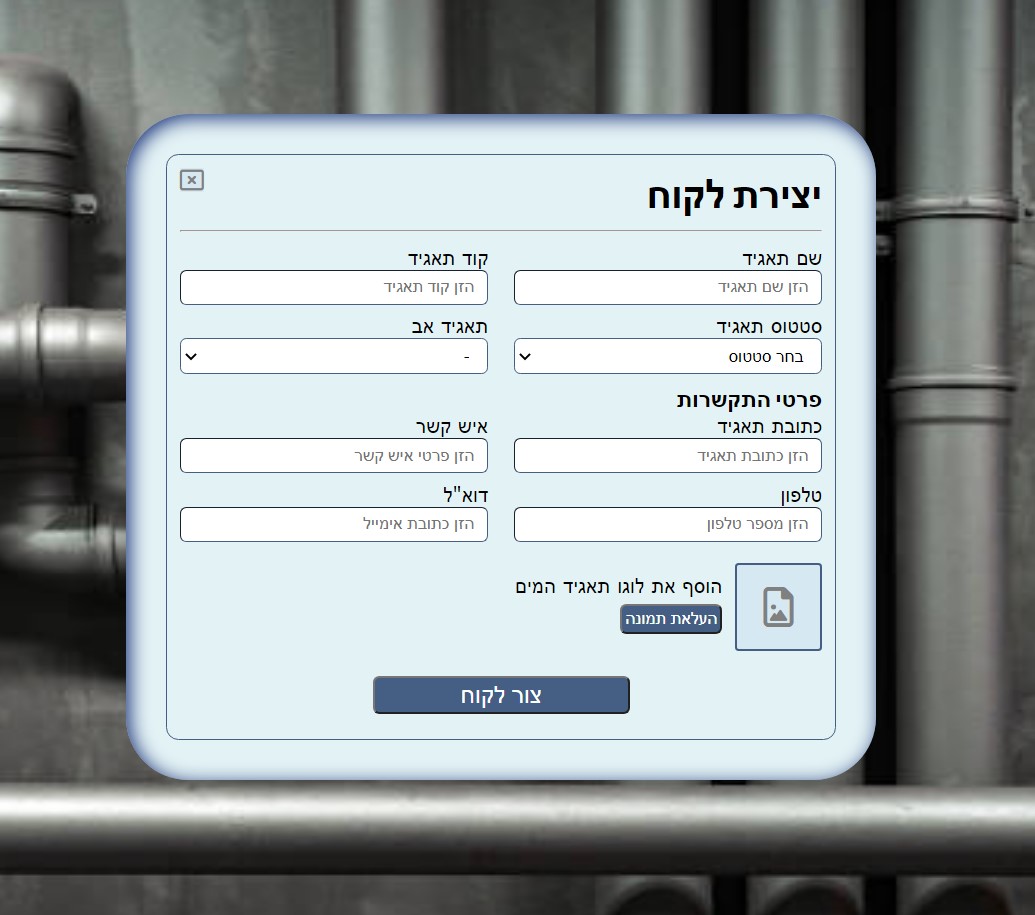 יצירת לקוח
שם תאגיד
קוד תאגיד
הזן שם תאגיד
הזן קוד תאגיד
סטטוס תאגיד
תאגיד אב
בחר סטטוס
-
פרטי התקשרות
כתובת תאגיד
איש קשר
הזן כתובת תאגיד
הזן פרטי איש קשר
טלפון
דוא"ל
הזן מספר טלפון
הזן כתובת אימייל
הוסף את לוגו תאגיד המים
העלאת תמונה
צור לקוח